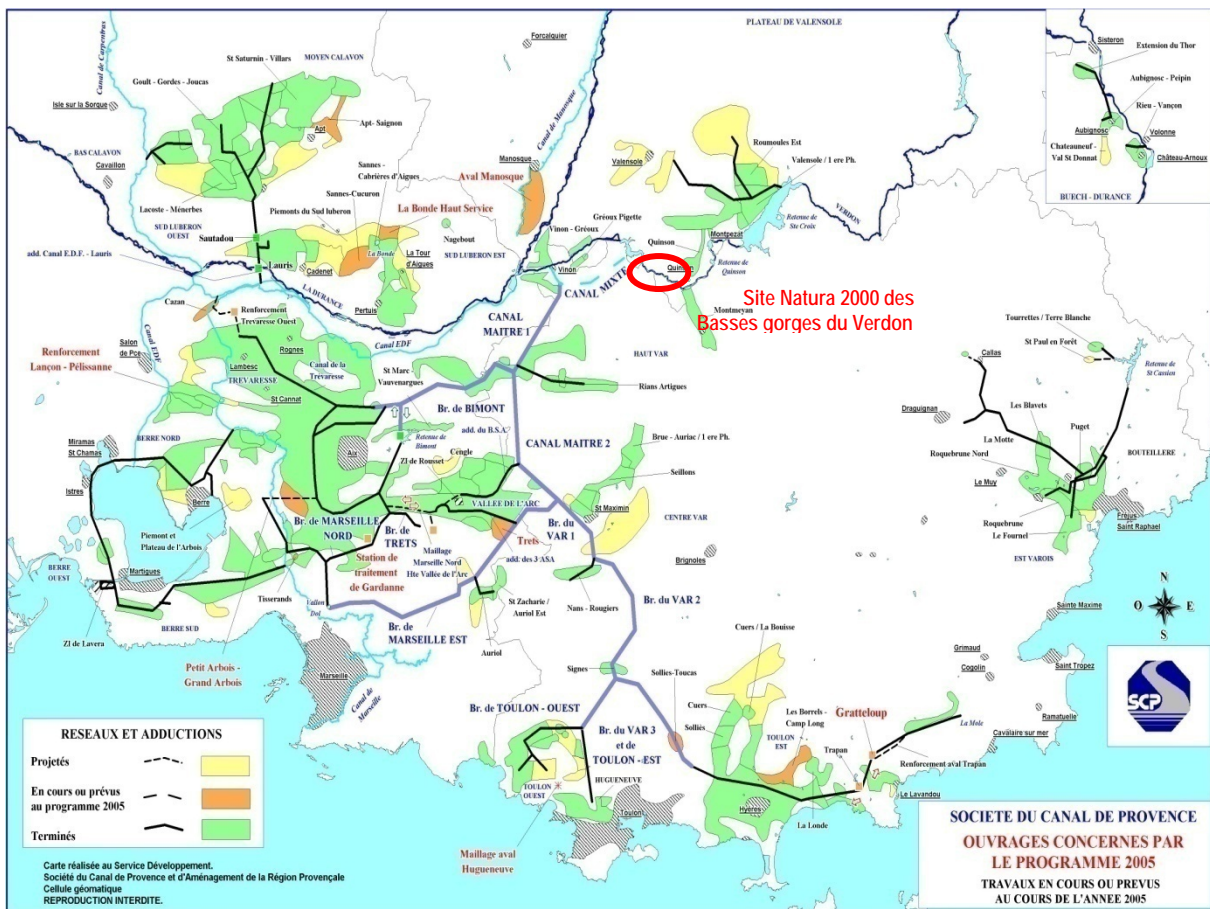 PLATEAU DE VALENSOLE
Forcalquier
Canal de Carpentras
St Saturnin - Villars
MOYEN CALAVON
Goult - Gordes - Joucas
Isle sur la Sorgue
Apt
Apt- Saignon
Canal de Manosque
BAS CALAVON
Cavaillon
Sannes -
Cabrières d'Aigues
Manosque
Aval Manosque
Valensole
Roumoules Est
Valensole / 1 ere Ph.
Sannes-Cucuron
Lacoste - Ménerbes
Piemonts du Sud luberon
La Bonde Haut Service
SUD LUBERON
OUEST
Sautadou
Nagebout
Gréoux Pigette
Vinon - Gréoux
VERDON
Retenue de
Ste Croix
Montpezat
Quinson
add. Canal E.D.F. - Lauris
Lauris
Cadenet
La Bonde
La Tour
d'Aigues
SUD LUBERON EST
Vinon
CANAL MIXTE
Quinson
Retenue de
Quinson
LA DURANCE
Pertuis
Montmeyan
Site Natura 2000 des
Basses gorges du Verdon
Cazan
Renforcement
Trevaresse Ouest
Canal EDF
CANAL
MAITRE 1
Salon
de Pce
Canal EDF
Rognes
HAUT VAR
Renforcement
Lançon - Pélissanne
Lambesc
TREVARESSE
Canal de la
Trevaresse
St Marc
Vauvenargues
Rians Artigues
St Cannat
Br. de BIMONT
add. du B.S.A.
Miramas
St Chamas
BERRE NORD
Retenue de
Bimont
CANAL MAITRE 2
Brue - Auriac / 1 ere Ph.
Aix
ZI de Rousset
Cengle
Seillons
Istres
Berre
VALLEE DE L'ARC
St Maximin
CENTRE VAR
Piemont et
Plateau de l'Arbois
Br. de MARSEILLE
NORD
Br. de
TRETS
Trets
Br. du
VAR 1
Brignoles
Station de
traitement
de Gardanne
Maillage
Marseille Nord
Hte Vallée de l'Arc
add. des 3 ASA
BERRE
OUEST
Martigues
Tisserands
Vallon
Dol
St Zacharie /
Auriol Est
Nans - Rougiers
Br. du VAR 2
ZI de Lavera
BERRE SUD
Br. de
MARSEILLE EST
Auriol
Cuers / La Bouisse
Petit Arbois -
Grand Arbois
Marseille
Canal de
Marseille
Signes
Sollies-Toucas
Br. de TOULON - OUEST
Cuers
Solliès
Les Borrels -
Camp Long
Gratteloup
Br. du VAR 3
et de
TOULON - EST
TOULON
EST
Trapan
La Mole
Renforcement aval Trapan
HUGUENEUVE
TOULON
OUEST
Toulon
Hyères
La Londe
Le Lavandou
Maillage aval
Hugueneuve
Sisteron
Extension du Thor
Aubignosc - Peipin
Rieu - Vançon
Aubignosc
Volonne
Chateauneuf -
Val St Donnat
Château-Arnoux
BUECH - DURANCE
Tourrettes / Terre Blanche
St Paul en Forêt
Callas
Retenue de
St Cassien
Draguignan
Les Blavets
La Motte
Puget
Roquebrune Nord
BOUTEILLERE
Le Muy
Fréjus
Saint Raphael
Roquebrune
Le Fournel
EST VAROIS
N
O E
S
Sainte Maxime
Grimaud
Cogolin
Saint Tropez
Ramatuelle
Cavalaire sur mer
SCP
RESEAUX ET ADDUCTIONS
Projetés
En cours ou prévus
au programme 2005
Terminés
Carte réalisée au Service Développement.
Société du Canal de Provence et d'Aménagement de la Région Provençale
Cellule géomatique
REPRODUCTION INTERDITE.
SOCIETE DU CANAL DE PROVENCE
OUVRAGES CONCERNES PAR
LE PROGRAMME 2005
TRAVAUX EN COURS OU PREVUS
AU COURS DE L'ANNEE 2005